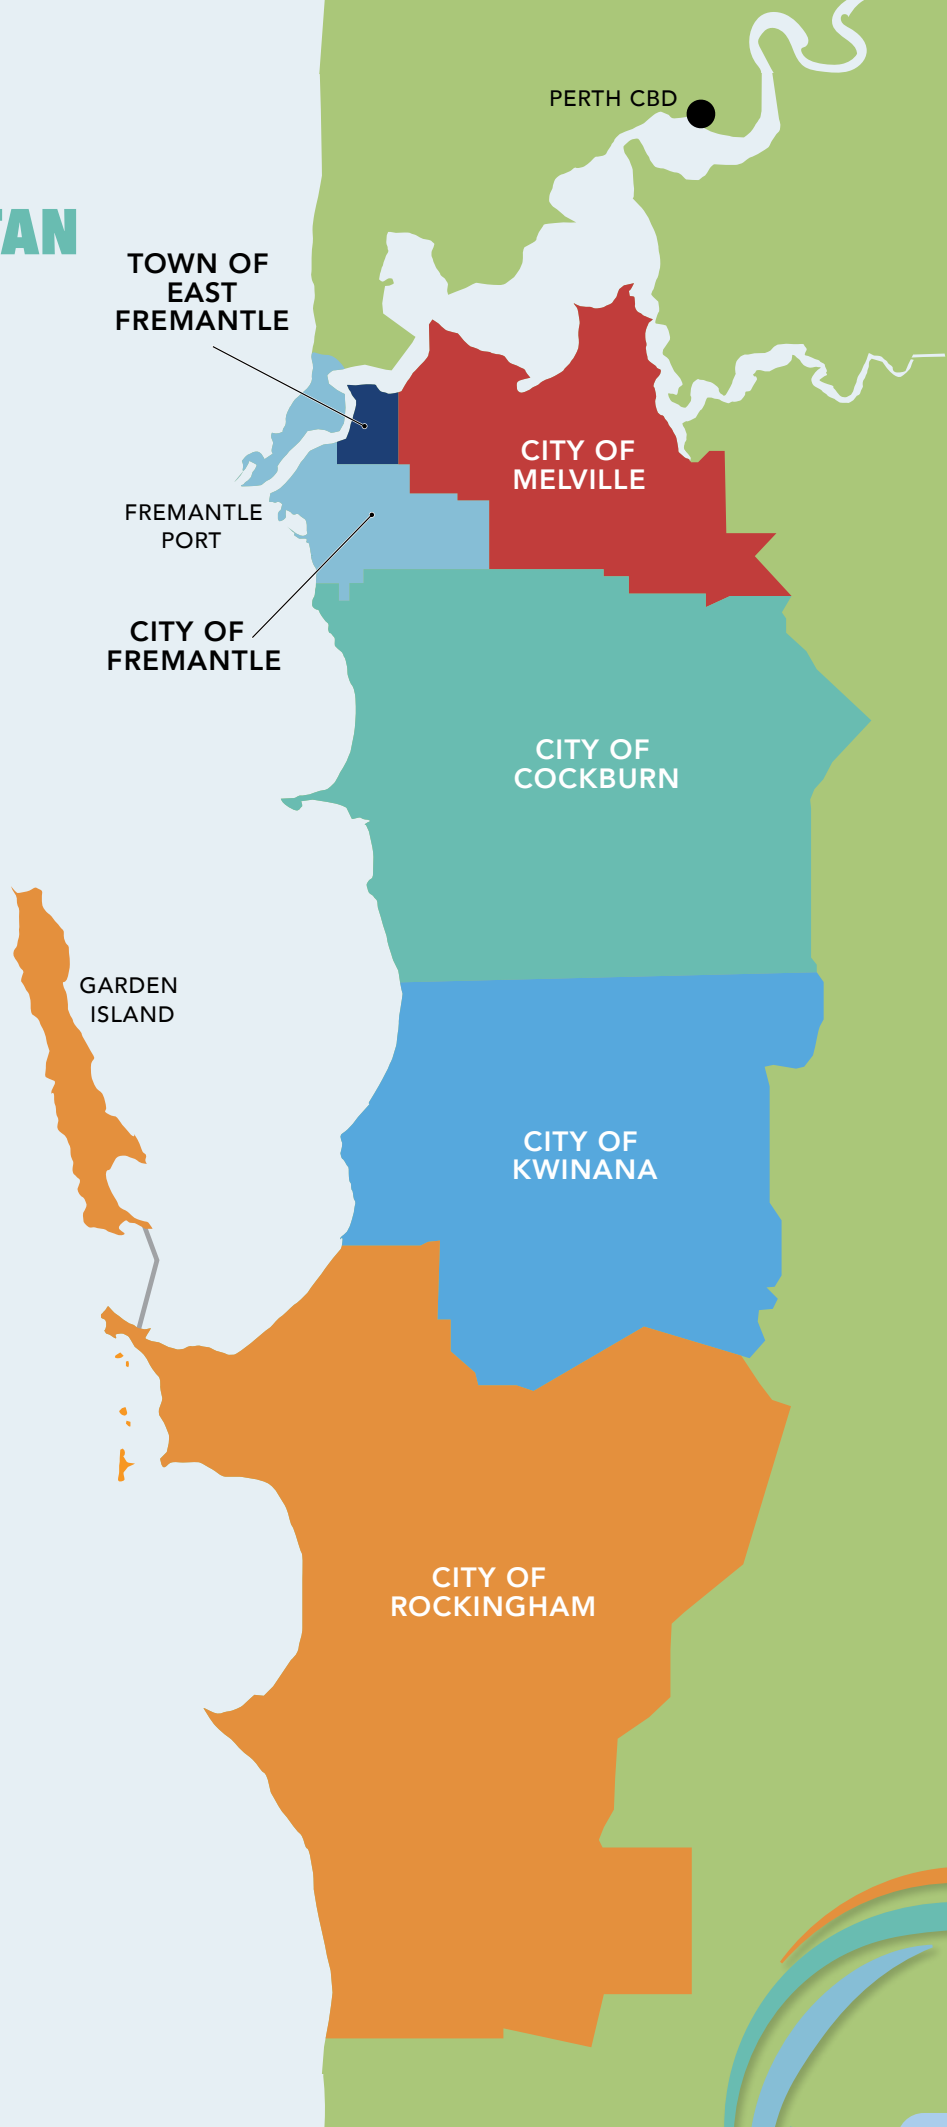 PERTH CBD
TAN
TOWN OF
EAST
FREMANTLE
CITY OF
MELVILLE
FREMANTLE
PORT
CITY OF
FREMANTLE
CITY OF
COCKBURN
GARDEN
ISLAND
CITY OF
KWINANA
CITY OF
ROCKINGHAM